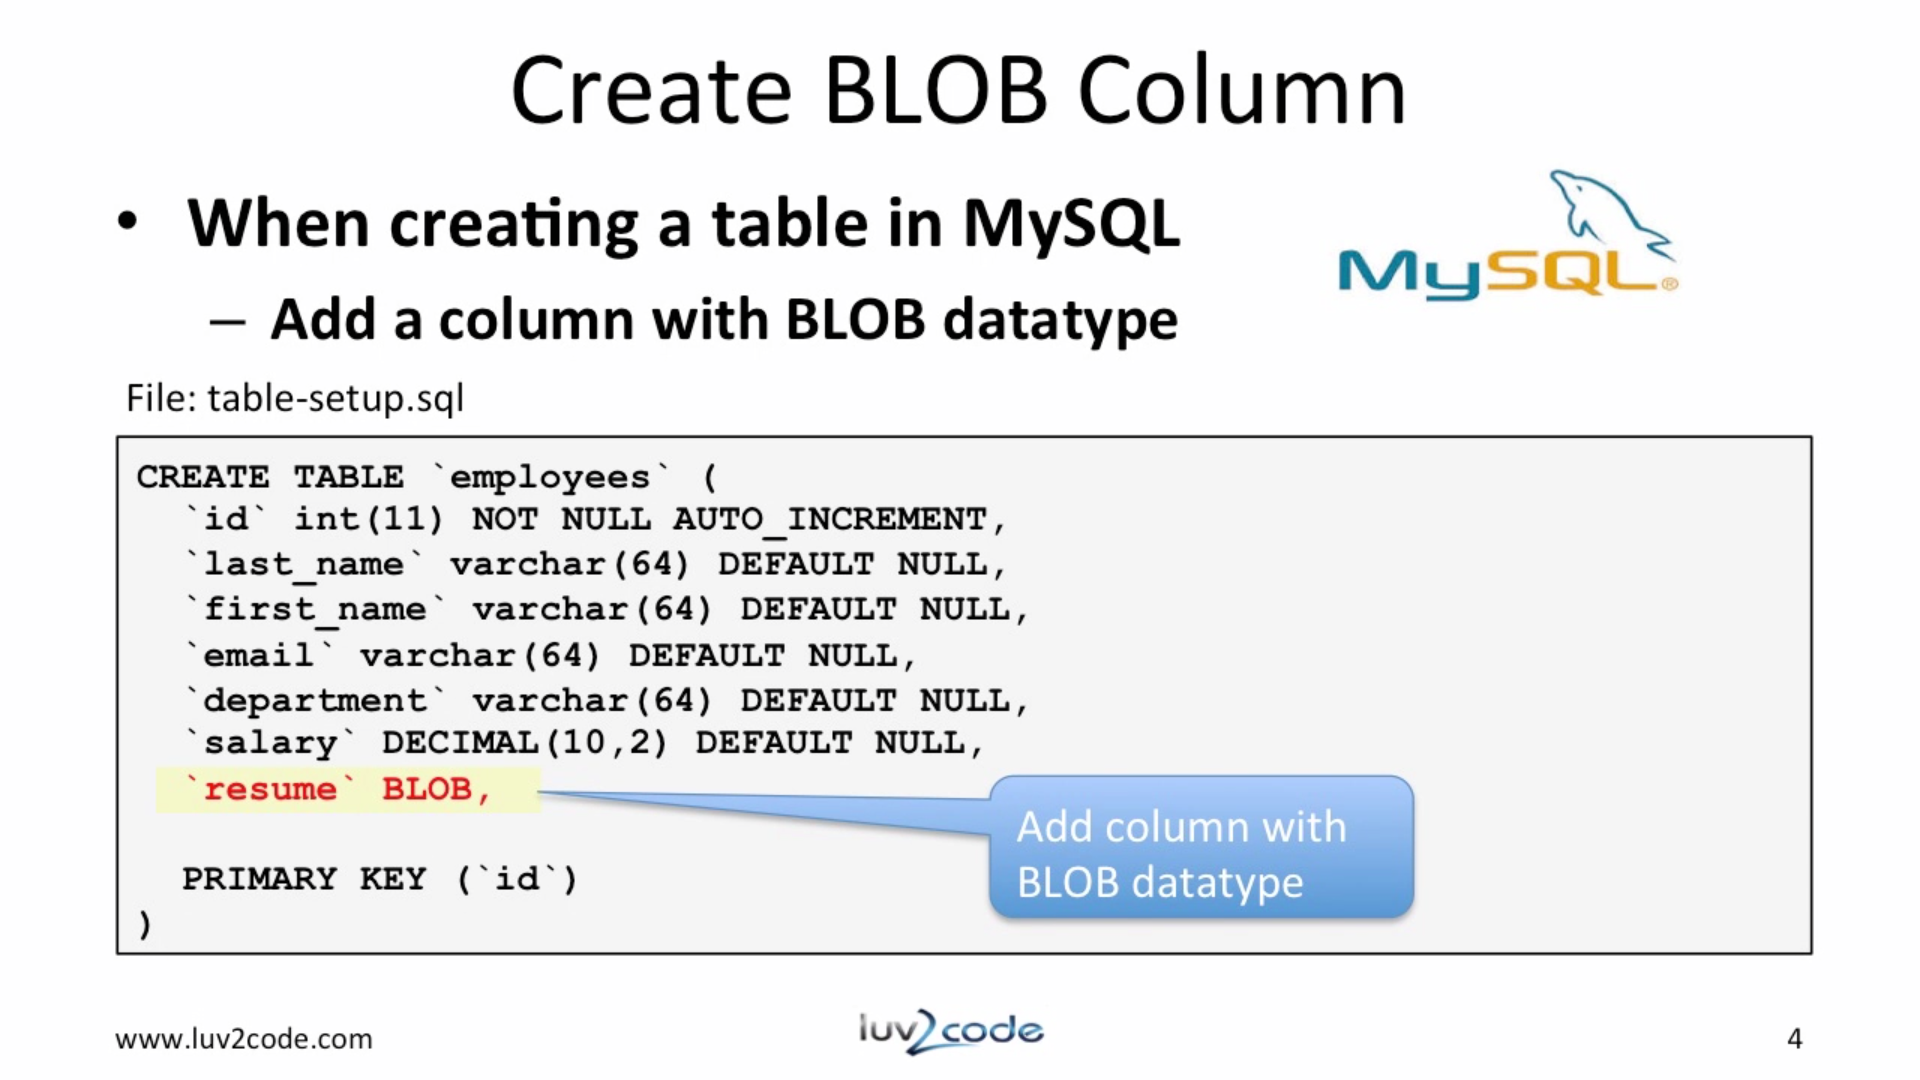 Create BLOB Column
• When creating a table in MySQL
MySQL®
– Add a column with BLOB datatype
File: table-setup.sql
CREATE TABLE `employees` (
`id` int(11) NOT NULL AUTO_INCREMENT,
`last_name` varchar(64) DEFAULT NULL,
`first_name` varchar(64) DEFAULT NULL,
`email` varchar(64) DEFAULT NULL,
`department` varchar(64) DEFAULT NULL,
`salary` DECIMAL(10,2) DEFAULT NULL,
`resume` BLOB,
Add column with
BLOB datatype
PRIMARY KEY (`id`)
)
www.luv2code.com
luv2code
4